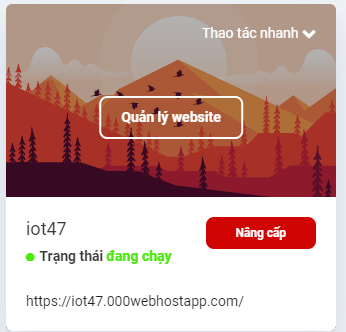 Thao tác nhanh
Quản lý website
iot47
Nâng cấp
Trạng thái đang chạy
https://iot47.000webhostapp.com/